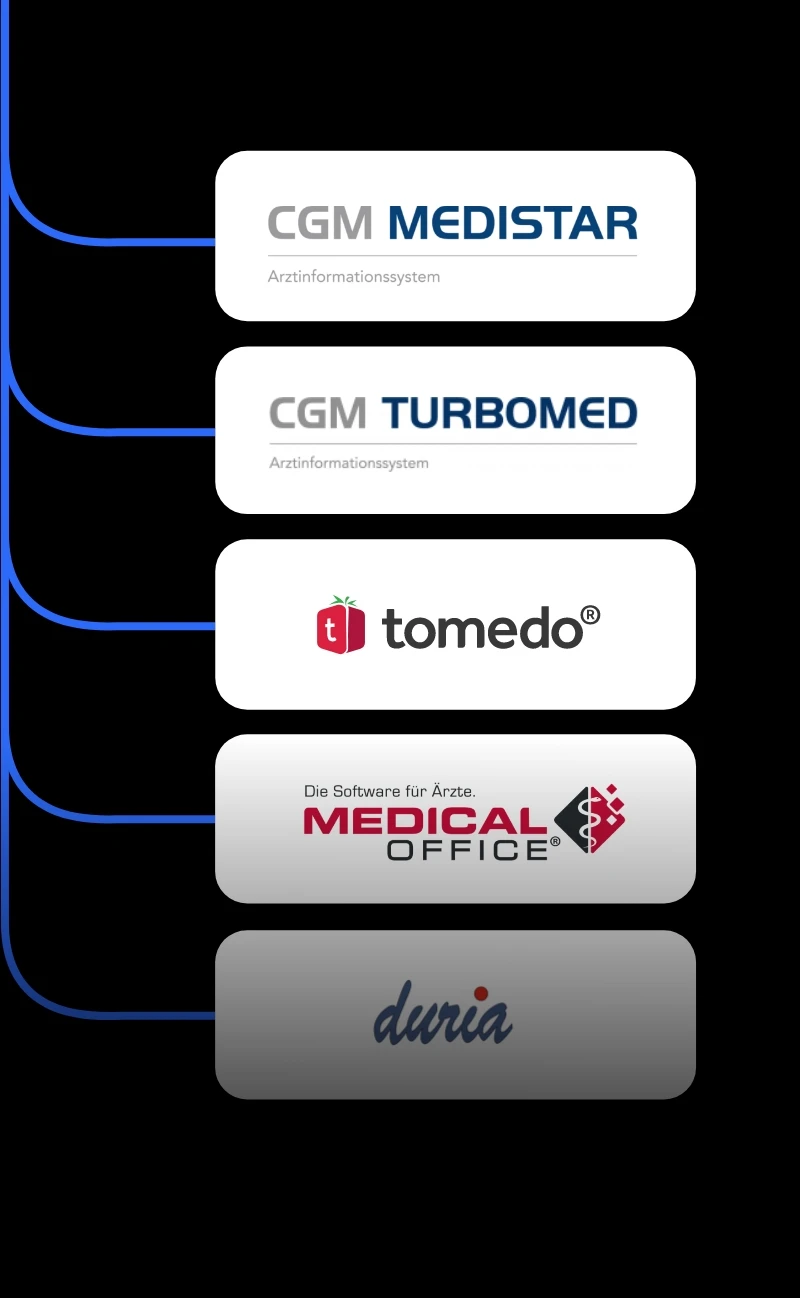 CGM MEDISTAR
Arztinformationssystem
CGM TURBOMED
Arztinformationssystem
t tomedo®
Die Software für Ärzte.
MEDICAL
OFFICE®
duria